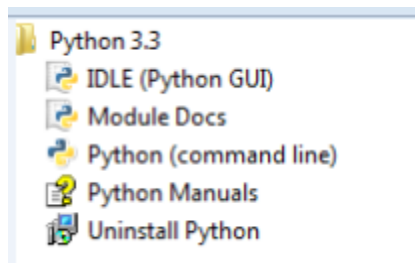 Python 3.3
IDLE (Python GUI)
Module Docs
Python (command line)
Python Manuals
Uninstall Python